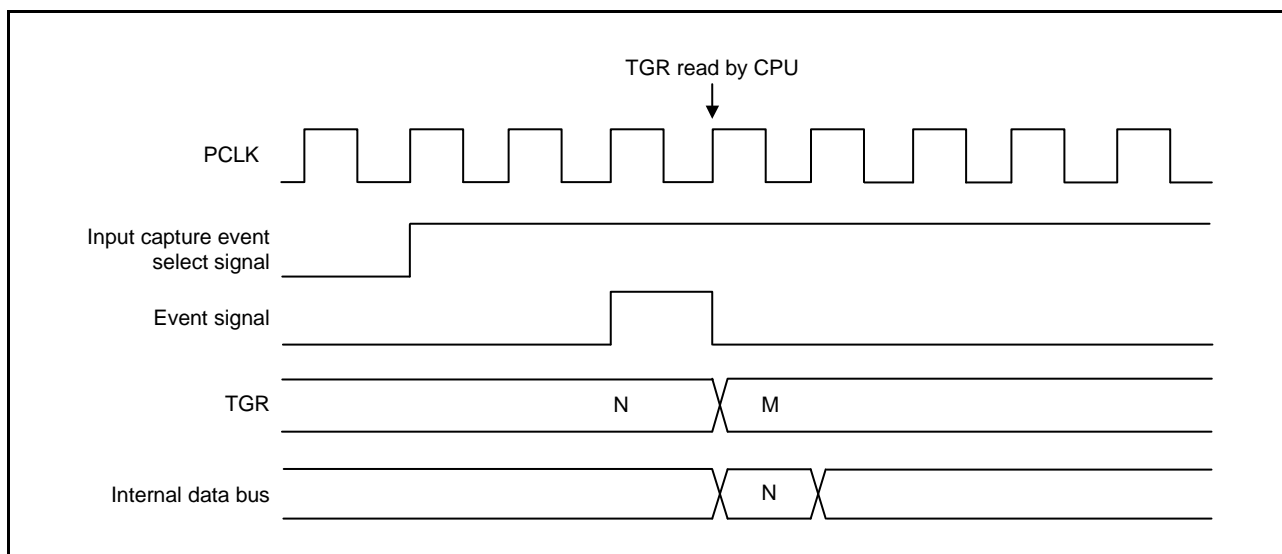 TGR read by CPU
PCLK
Input capture event
select signal
Event signal
TGR
N
M
Internal data bus
N